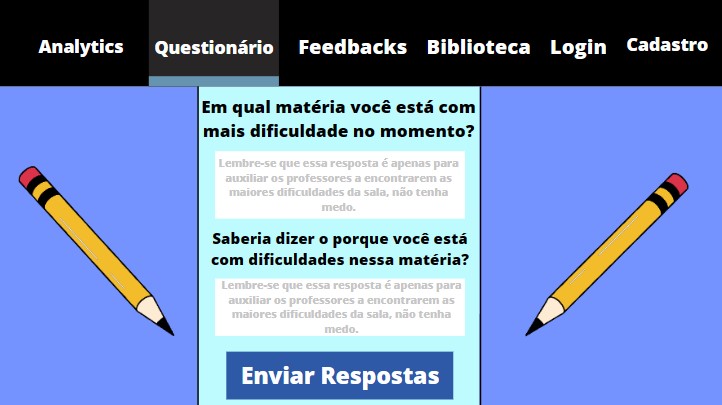 Analytics Questionário Feedbacks Biblioteca Login Cadastro
Em qual matéria você está com
mais dificuldade no momento?
Lembre-se que essa resposta é apenas para
auxiliar os professores a encontrarem as
maiores dificuldades da sala, não tenha
medo.
Saberia dizer o porque você está
com dificuldades nessa matéria?
Lembre-se que essa resposta é apenas para
auxiliar os professores a encontrarem as
maiores dificuldades da sala, não tenha
medo.
Enviar Respostas